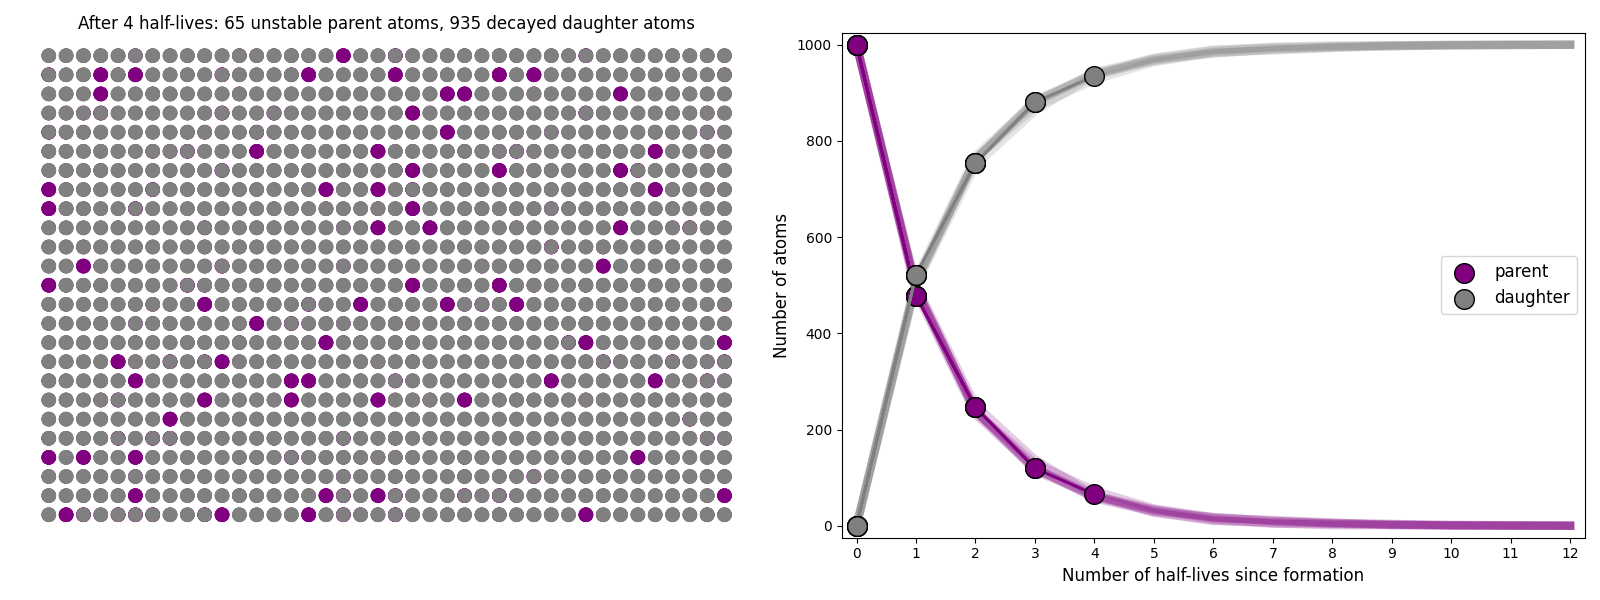 After 4 half-lives: 65 unstable parent atoms, 935 decayed daughter atoms
1000
800
600
400
200
0
Number of atoms
parent
daughter
0 1 2 3 4 5 6 7 8 9 10 11 12
Number of half-lives since formation